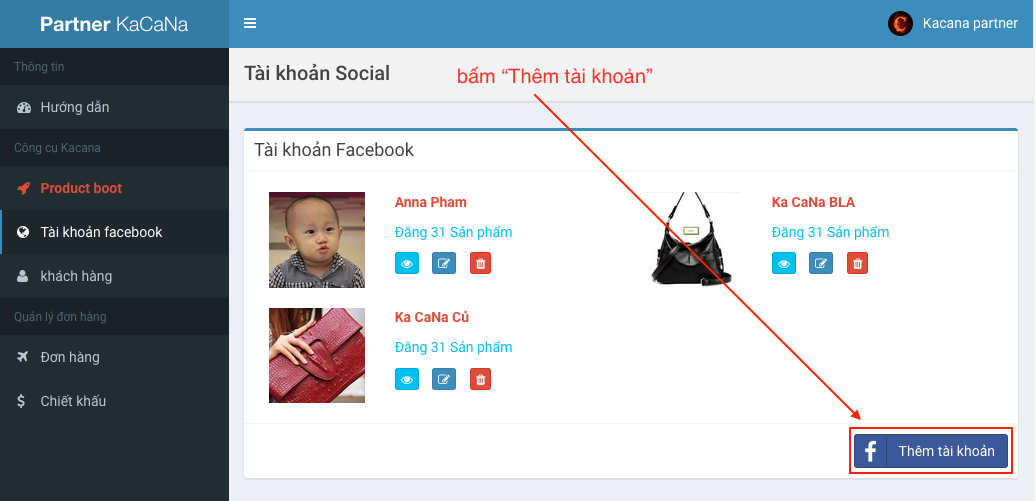 Partner KaCaNa
Kacana partner
Thông tin
Hướng dẫn
Công cụ Kacana
Product boot
Tài khoản facebook
khách hàng
Quản lý đơn hàng
Đơn hàng
Chiết khấu
Tài khoản Social
bấm “Thêm tài khoản”
Tài khoản Facebook
Anna Pham
Đăng 31 Sản phẩm
Ka CaNa BLA
Đăng 31 Sản phẩm
Ka CaNa Củ
Đăng 31 Sản phẩm
Thêm tài khoản